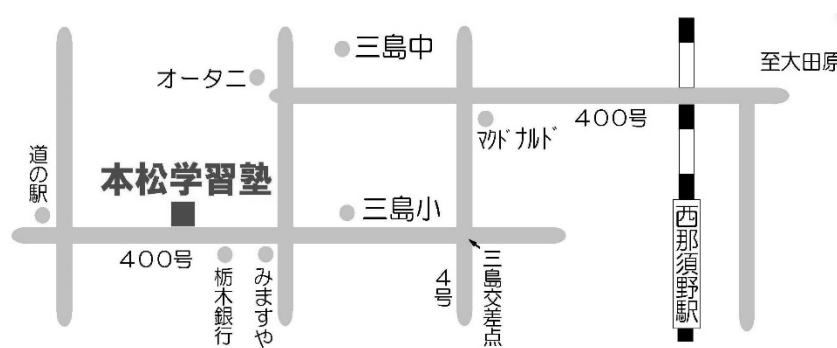 三島中
至大田原
オータニ
400号
マクドナルド
道の駅
本松学習塾
三島小
西那須野駅
400号
栃木銀行
みますや
4号
三島交差点